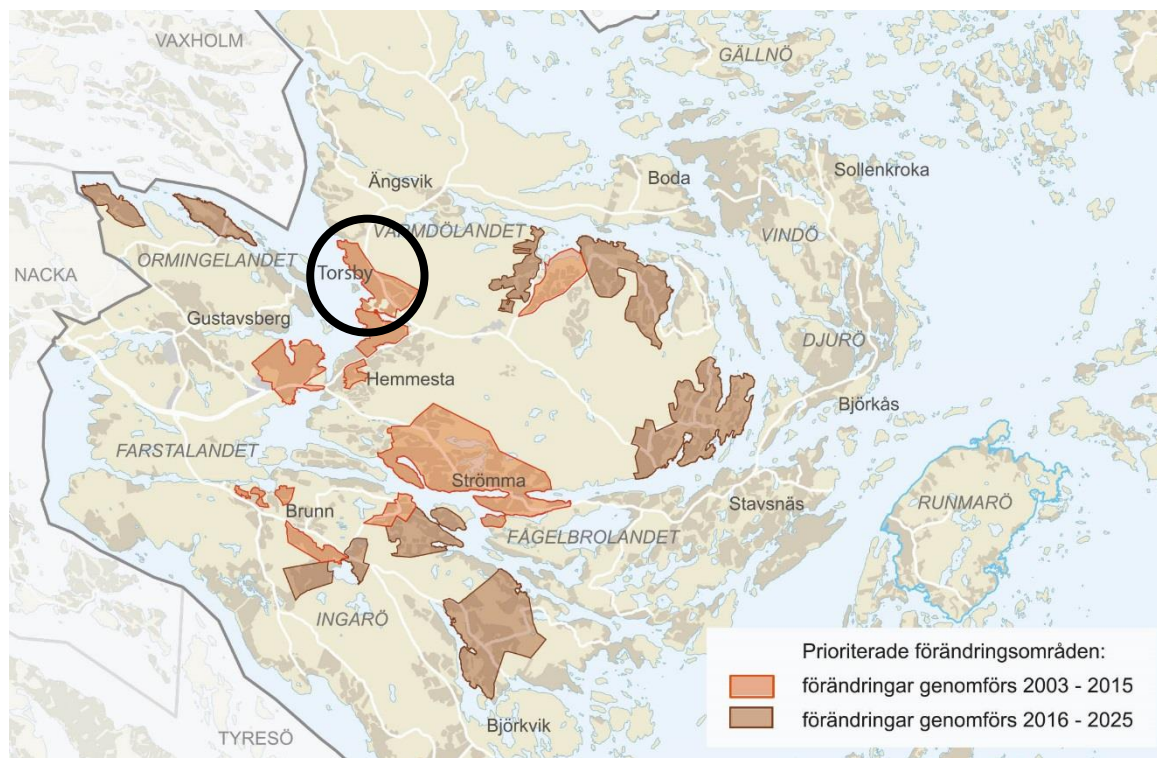 VAXHOLM
GÄLLNÖ
Ängsvik
Boda
Sollenkroka
VÄRMDÖLANDET
VINDÖ
ORMINGELANDET
NACKA
Torsby
Gustavsberg
DJURÖ
Hemmesta
Björkås
FARSTALANDET
Strömma
Stavsnäs
RUNMARÖ
Brunn
FÅGELBROLANDET
INGARÖ
Björkvik
TYRESÖ
Prioriterade förändringsområden:
förändringar genomförs 2003 - 2015
förändringar genomförs 2016 - 2025